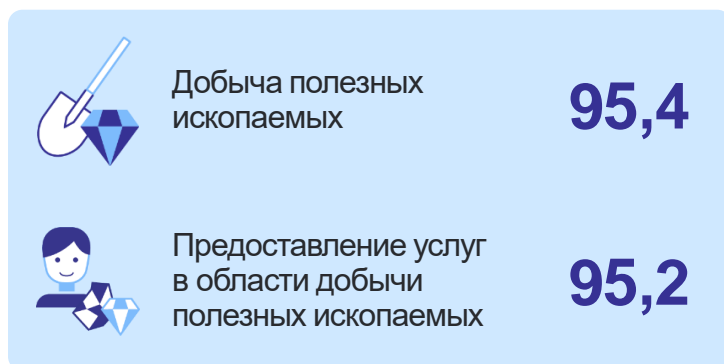 Добыча полезных
ископаемых
95,4
Предоставление услуг
в области добычи
полезных ископаемых
95,2